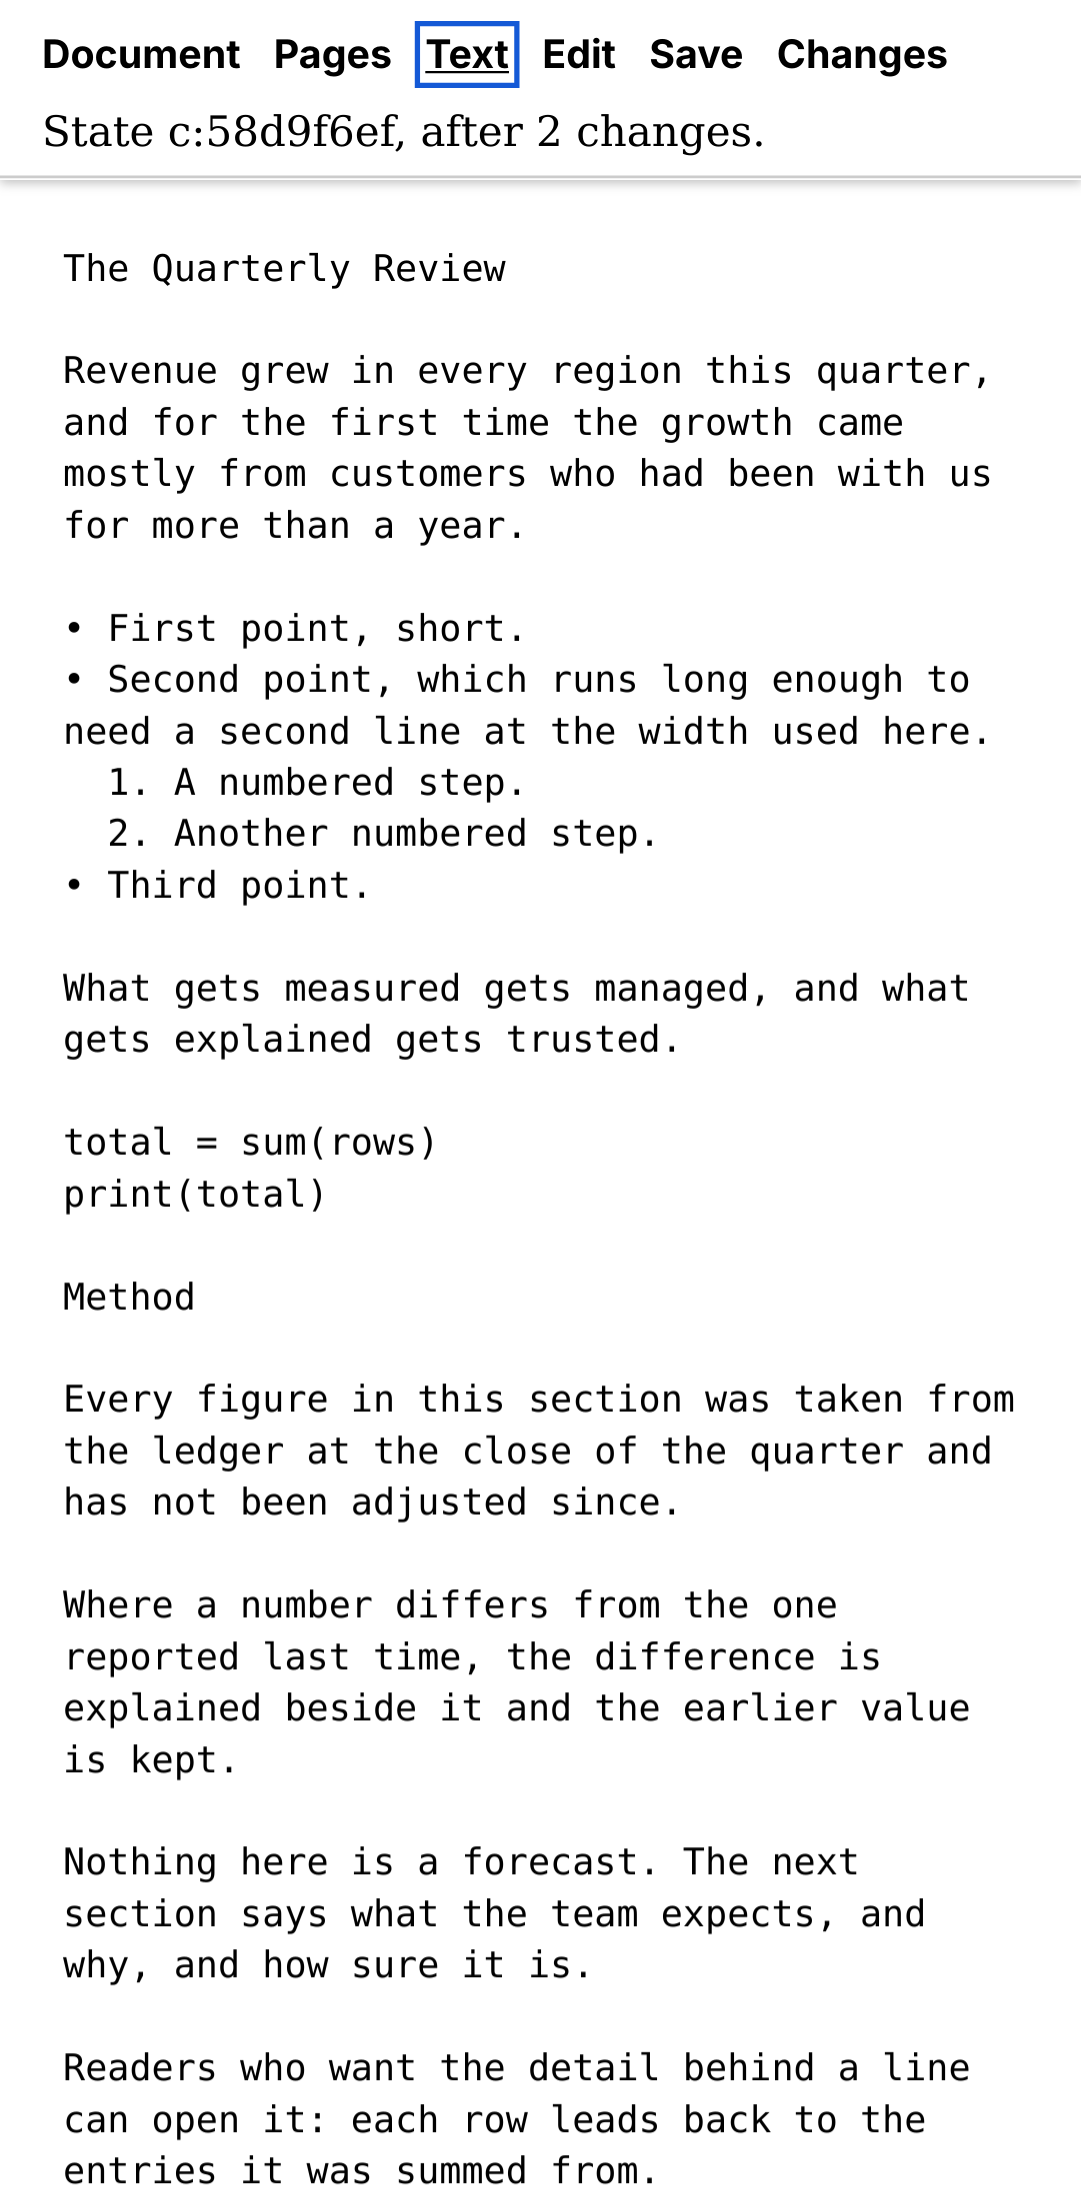 Document Pages Text Edit Save Changes
State c:58d9f6ef, after 2 changes.
The Quarterly Review
Revenue grew in every region this quarter,
and for the first time the growth came
mostly from customers who had been with us
for more than a year.
• First point, short.
• Second point, which runs long enough to
need a second line at the width used here.
1. A numbered step.
2. Another numbered step.
• Third point.
What gets measured gets managed, and what
gets explained gets trusted.
total = sum(rows)
print(total)
Method
Every figure in this section was taken from
the ledger at the close of the quarter and
has not been adjusted since.
Where a number differs from the one
reported last time, the difference is
explained beside it and the earlier value
is kept.
Nothing here is a forecast. The next
section says what the team expects, and
why, and how sure it is.
Readers who want the detail behind a line
can open it: each row leads back to the
entries it was summed from.